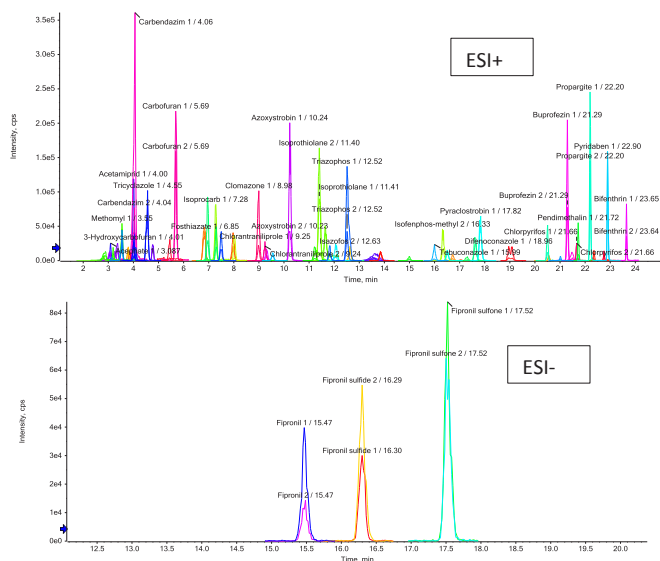 3.5e5
Carbendazim 1 / 4.06
ESI+
3.0e5
2.5e5
Propargite 1 / 22.20
Carbofuran 1 / 5.69
Buprofezin 1 / 21.29
Azoxystrobin 1 / 10.24
2.0e5
Intensity, cps
Carbofuran 2 / 5.69
Isoprothiolane 2 / 11.40
Pyridaben 1 / 22.90
Propargite 2 / 22.20
1.5e5
Acetamiprid 1 / 4.00
Triazophos 1 / 12.52
Tricyclazole 1 / 4.55
Clomazone 1 / 8.98
Isoprothiolane 1 / 11.41
Isoprocarb 1 / 7.28
1.0e5
Carbendazim 2 / 4.04
Buprofezin 2 / 21.29
Bifenthrin 1 / 23.65
Triazophos 2 / 12.52
Pyraclostrobin 1 / 17.82
Methomyl 1 / 3.55
Fosthiazate 1 / 6.85
Azoxystrobin 2 / 10.23
Isofenphos-methyl 2 / 16.33
Pendimethalin 1 / 21.72
5.0e4
3-Hydroxycarbofuran 1 / 4.01
Chlorantraniliprole 1 / 9.25
Chlorpyrifos 1 / 21.66
Bifenthrin 2 / 23.64
Isazofos 2 / 12.63
Difenoconazole 1 / 18.96
Acephate 1 / 3.087
Chlorantraniliprole 2 / 9.24
Tebuconazole 1 / 15.99
Chlorpyrifos 2 / 21.66
0.0e0
2 3 4 5 6 7 8 9 10 11 12 13 14 15 16 17 18 19 20 21 22 23 24
Time, min
8e4
Fipronil sulfone 1 / 17.52
ESI-
7e4
Fipronil sulfone 2 / 17.52
6e4
Fipronil sulfide 2 / 16.29
5e4
Intensity, cps
4e4
Fipronil 1 / 15.47
3e4
Fipronil sulfide 1 / 16.30
2e4
Fipronil 2 / 15.47
1e4
0e0
12.5 13.0 13.5 14.0 14.5 15.0 15.5 16.0 16.5 17.0 17.5 18.0 18.5 19.0 19.5 20.0
Time, min